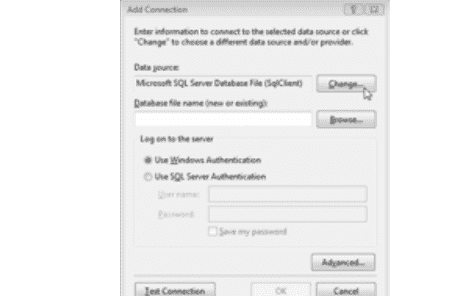 Add Connection
Enter information to connect to the selected data source or click
"Change" to choose a different data source and/or provider.
Data source:
Microsoft SQL Server Database File (SqlClient)
Change...
Database file name (new or existing):
Browse...
Log on to the server
Use Windows Authentication
Use SQL Server Authentication
User name:
Password:
Save my password
Advanced...
Test Connection
OK
Cancel